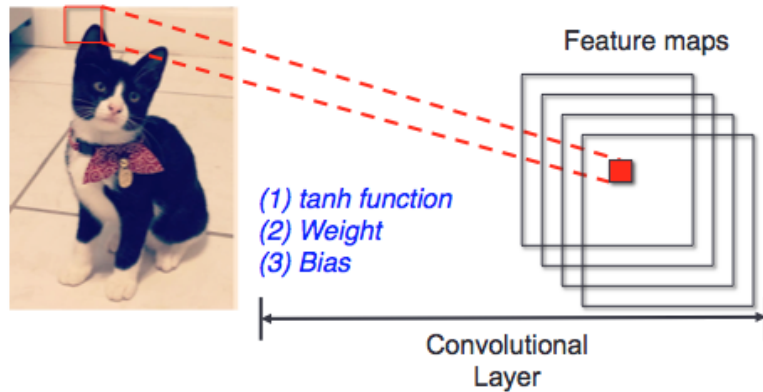 Feature maps
(1) tanh function
(2) Weight
(3) Bias
Convolutional
Layer